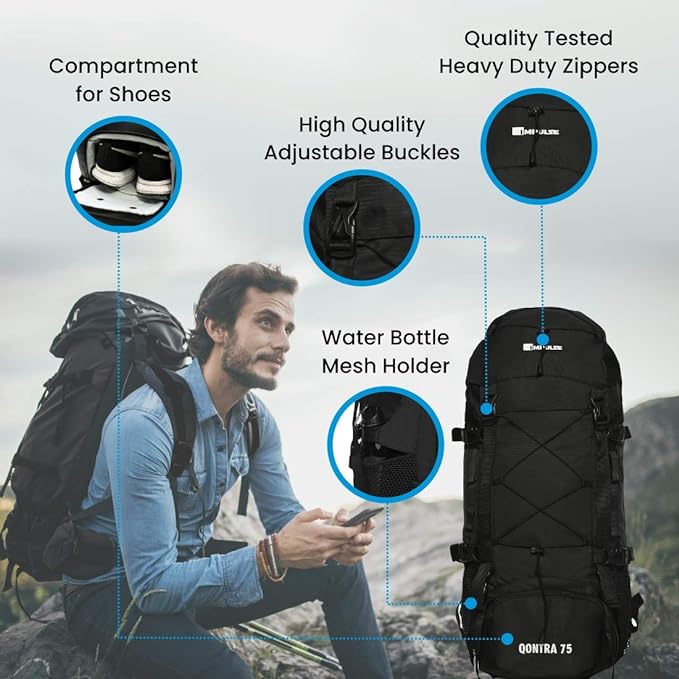 Compartment
for Shoes
Quality Tested
Heavy Duty Zippers
High Quality
Adjustable Buckles
IMPULSE
Water Bottle
Mesh Holder
IMPULSE
QONTRA 75